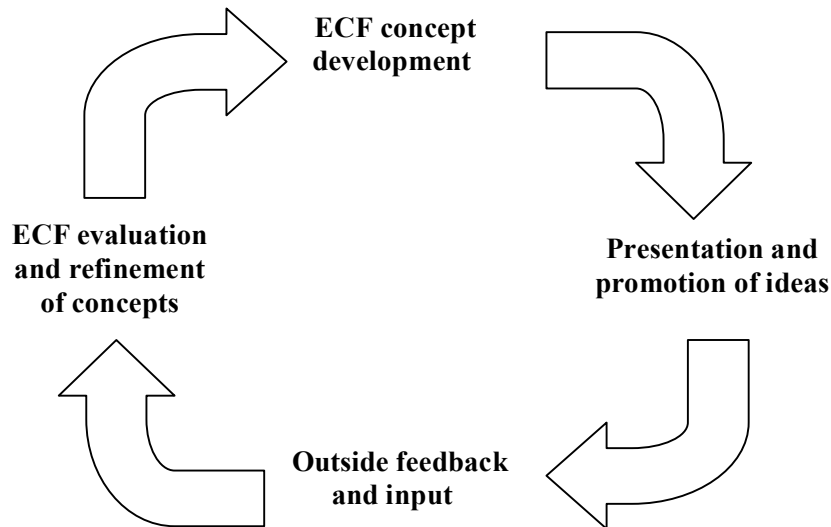 ECF concept
development
Presentation and
promotion of ideas
Outside feedback
and input
ECF evaluation
and refinement
of concepts